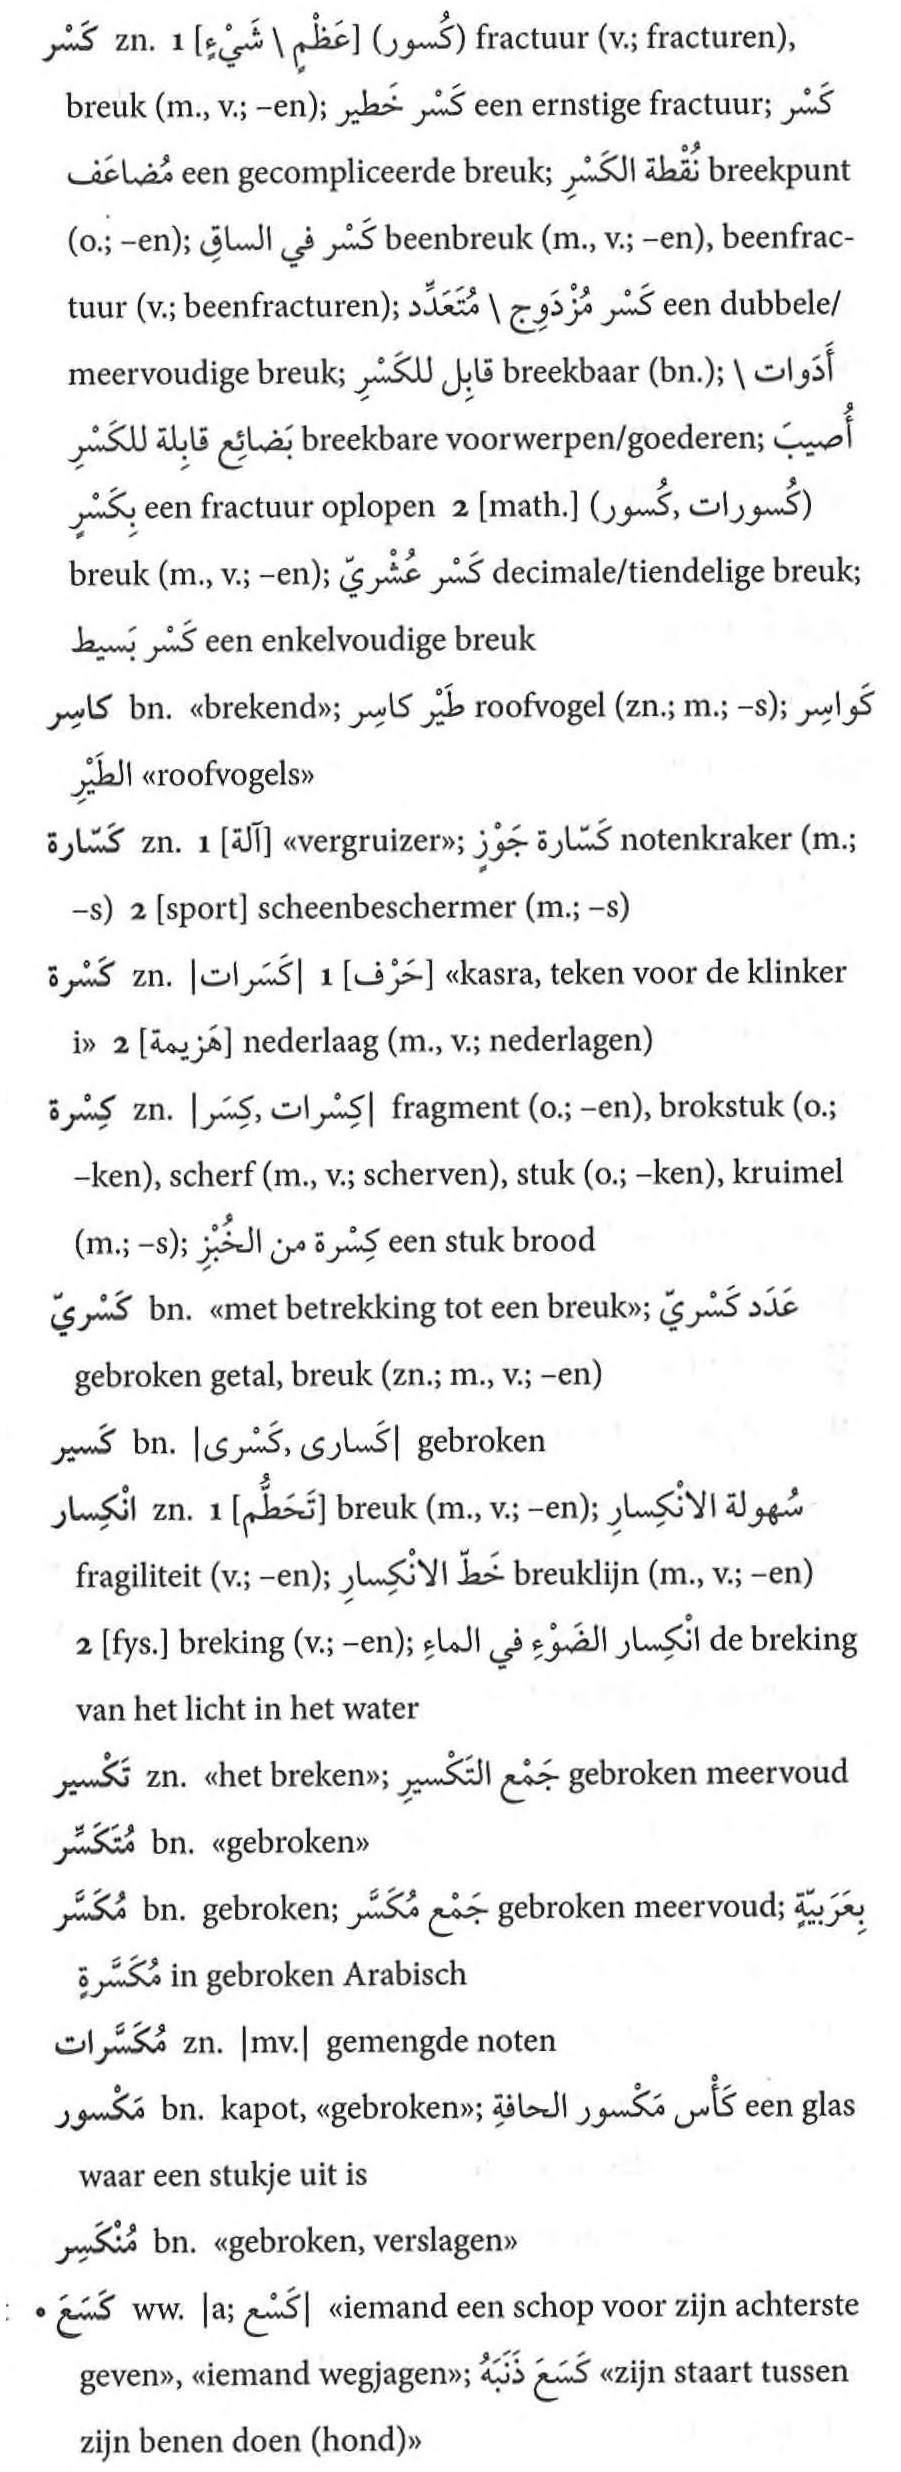 كَسْر zn. 1 [عَظْمٍ \ شَيْءٍ] (كُسور) fractuur (v.; fracturen),
breuk (m., v.; –en); كَسْر خَطير een ernstige fractuur; كَسْر
مُضاعَف een gecompliceerde breuk; نُقْطة الكَسْرِ breekpunt
(o.; –en); كَسْر في الساقِ beenbreuk (m., v.; –en), beenfrac-
tuur (v.; beenfracturen); كَسْر مُزْدَوِج \ مُتَعَدِّد een dubbele/
meervoudige breuk; قابِل للكَسْرِ breekbaar (bn.); أَدَوات \
بَضائِع قابِلة للكَسْرِ breekbare voorwerpen/goederen; أُصيبَ
بِكَسْرٍ een fractuur oplopen 2 [math.] (كُسور, كُسورات)
breuk (m., v.; –en); كَسْر عُشْريّ decimale/tiendelige breuk;
كَسْر بَسيط een enkelvoudige breuk
كاسِر bn. «brekend»; طَيْر كاسِر roofvogel (zn.; m.; –s); كَواسِر
الطَيْرِ «roofvogels»
كَسّارة zn. 1 [آلة] «vergruizer»; كَسّارة جَوْزٍ notenkraker (m.;
–s) 2 [sport] scheenbeschermer (m.; –s)
كَسْرة zn. |كَسَرات| 1 [حَرْف] «kasra, teken voor de klinker
i» 2 [هَزيمة] nederlaag (m., v.; nederlagen)
كِسْرة zn. |كِسْرات, كِسَر| fragment (o.; –en), brokstuk (o.;
–ken), scherf (m., v.; scherven), stuk (o.; –ken), kruimel
(m.; –s); كِسْرة من الخُبْزِ een stuk brood
كَسْريّ bn. «met betrekking tot een breuk»; عَدَد كَسْريّ
gebroken getal, breuk (zn.; m., v.; –en)
كَسير bn. |كَسارى, كَسْرى| gebroken
انْكِسار zn. 1 [تَحَطُّم] breuk (m., v.; –en); سُهولة الانْكِسارِ
fragiliteit (v.; –en); خَطّ الانْكِسارِ breuklijn (m., v.; –en)
2 [fys.] breking (v.; –en); انْكِسار الضَوْءِ في الماءِ de breking
van het licht in het water
تَكْسير zn. «het breken»; جَمْع التَكْسيرِ gebroken meervoud
مُتَكَسِّر bn. «gebroken»
مُكَسَّر bn. gebroken; جَمْع مُكَسَّر gebroken meervoud; بِعَرَبيّةٍ
مُكَسَّرةٍ in gebroken Arabisch
مُكَسَّرات zn. |mv.| gemengde noten
مَكْسور bn. kapot, «gebroken»; كَأْس مَكْسور الحافةِ een glas
waar een stukje uit is
مُنْكَسِر bn. «gebroken, verslagen»
• كَسَعَ ww. |a; كَسْع| «iemand een schop voor zijn achterste
geven», «iemand wegjagen»; كَسَعَ ذَنَبَهُ «zijn staart tussen
zijn benen doen (hond)»